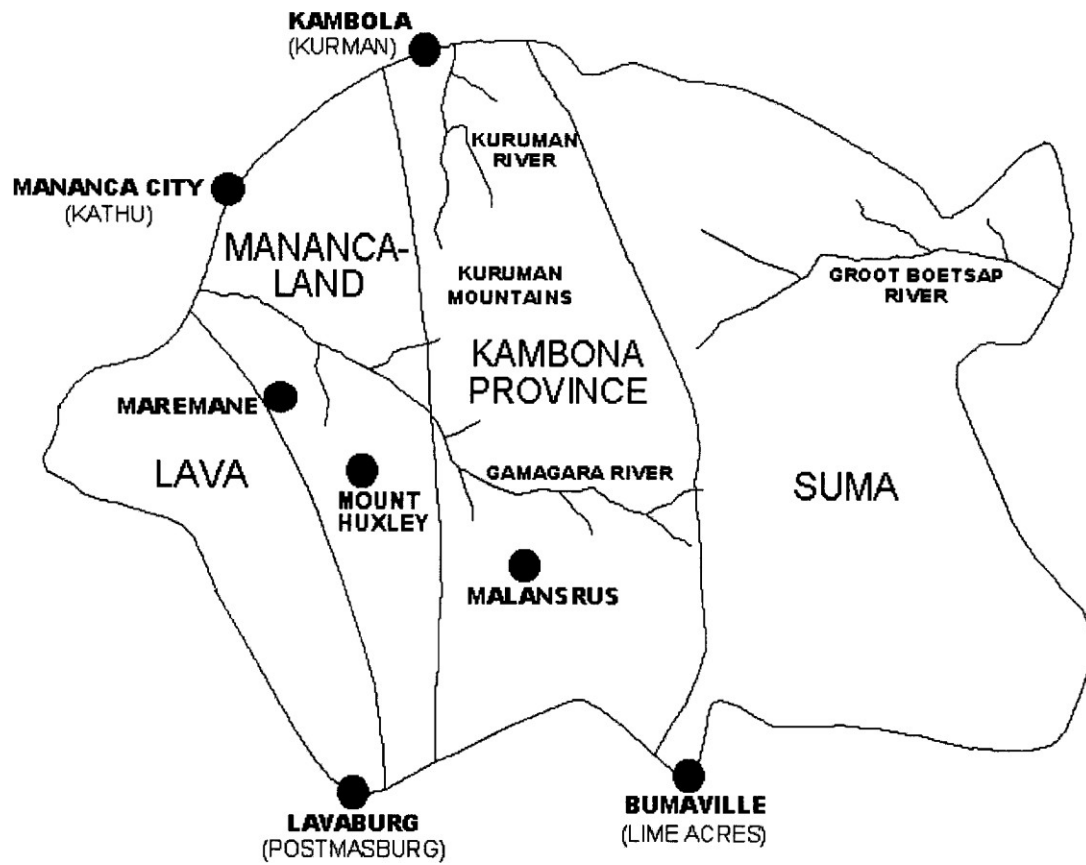 KAMBOLA
(KURMAN)
KURUMAN
RIVER
MANANCA CITY
(KATHU)
MANANCA-
LAND
KURUMAN
MOUNTAINS
GROOT BOETSAP
RIVER
KAMBONA
PROVINCE
MAREMANE
LAVA
GAMAGARA RIVER
SUMA
MOUNT
HUXLEY
MALANSRUS
LAVABURG
(POSTMASBURG)
BUMAVILLE
(LIME ACRES)